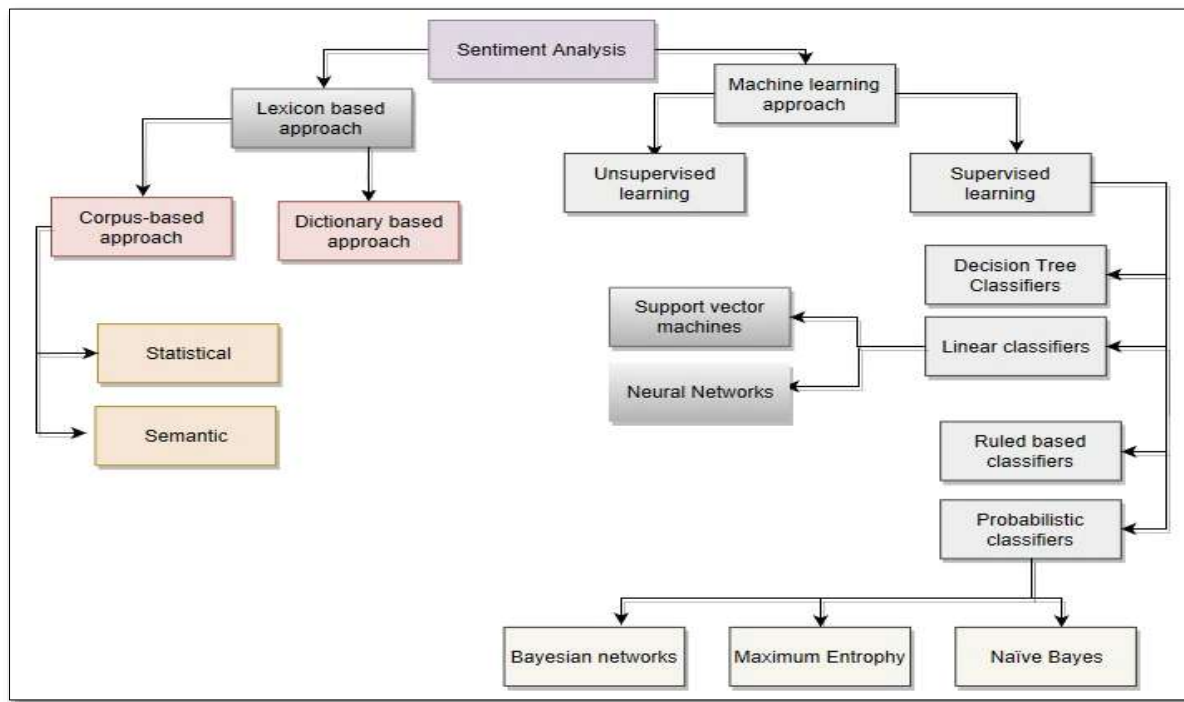 Sentiment Analysis
Lexicon based
approach
Machine learning
approach
Unsupervised
learning
Supervised
learning
Corpus-based
approach
Dictionary based
approach
Decision Tree
Classifiers
Support vector
machines
Linear classifiers
Statistical
Neural Networks
Semantic
Ruled based
classifiers
Probabilistic
classifiers
Bayesian networks
Maximum Entropy
Naïve Bayes